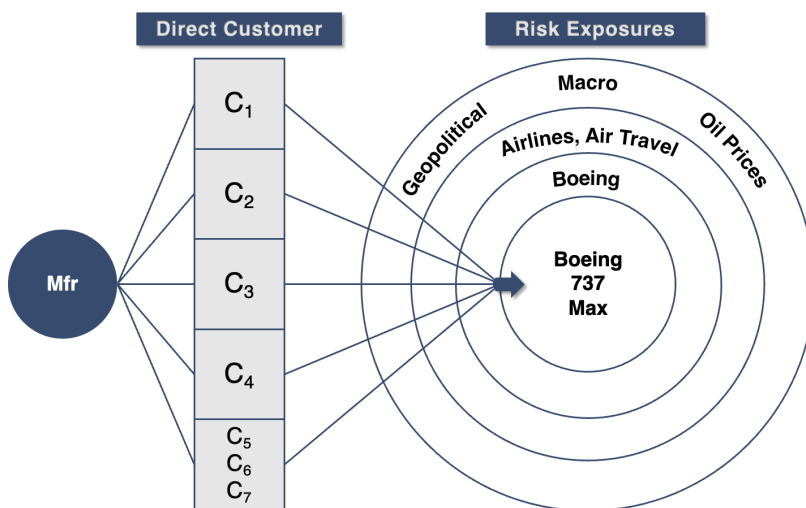 Direct Customer
Risk Exposures
Mfr
C₁
C₂
C₃
C₄
C₅
C₆
C₇
Macro
Geopolitical
Oil Prices
Airlines, Air Travel
Boeing
Boeing
737
Max